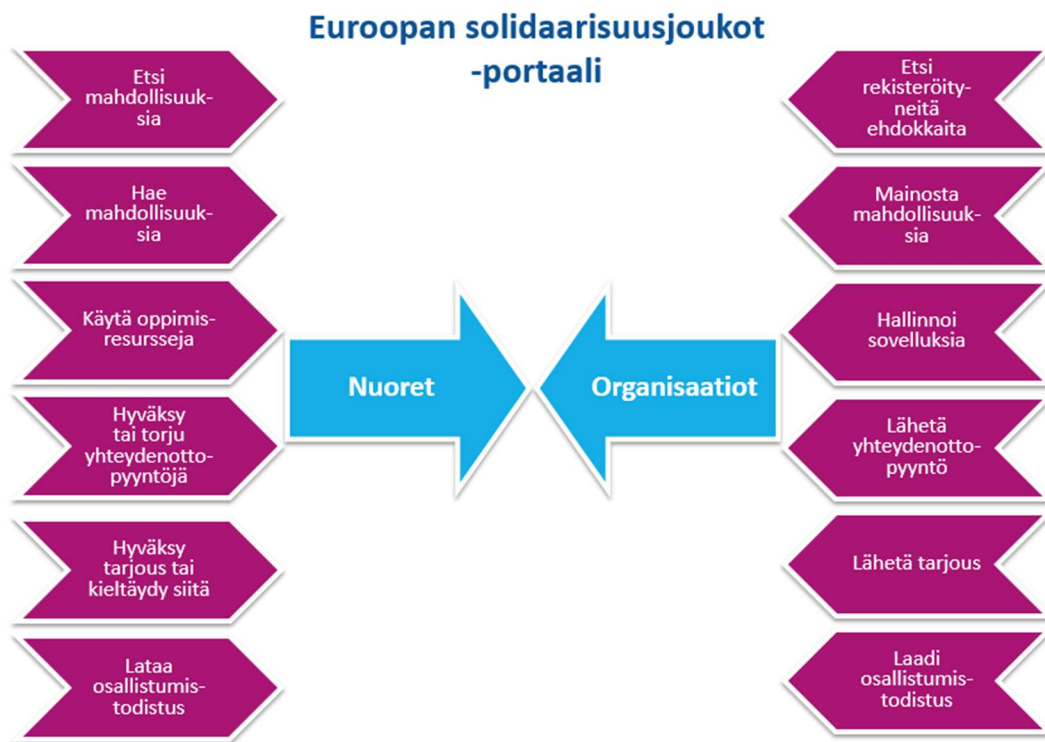 Euroopan solidaarisuusjoukot
-portaali
Etsi
mahdollisuuk-
sia
Hae
mahdollisuuk-
sia
Käytä oppimis-
resursseja
Hyväksy
tai torju
yhteydenotto-
pyyntöjä
Hyväksy
tarjous tai
kieltäydy siitä
Lataa
osallistumis-
todistus
Nuoret
Organisaatiot
Etsi
rekisteröity-
neitä
ehdokkaita
Mainosta
mahdollisuuk-
sia
Hallinnoi
sovelluksia
Lähetä
yhteydenotto-
pyyntö
Lähetä tarjous
Laadi
osallistumis-
todistus